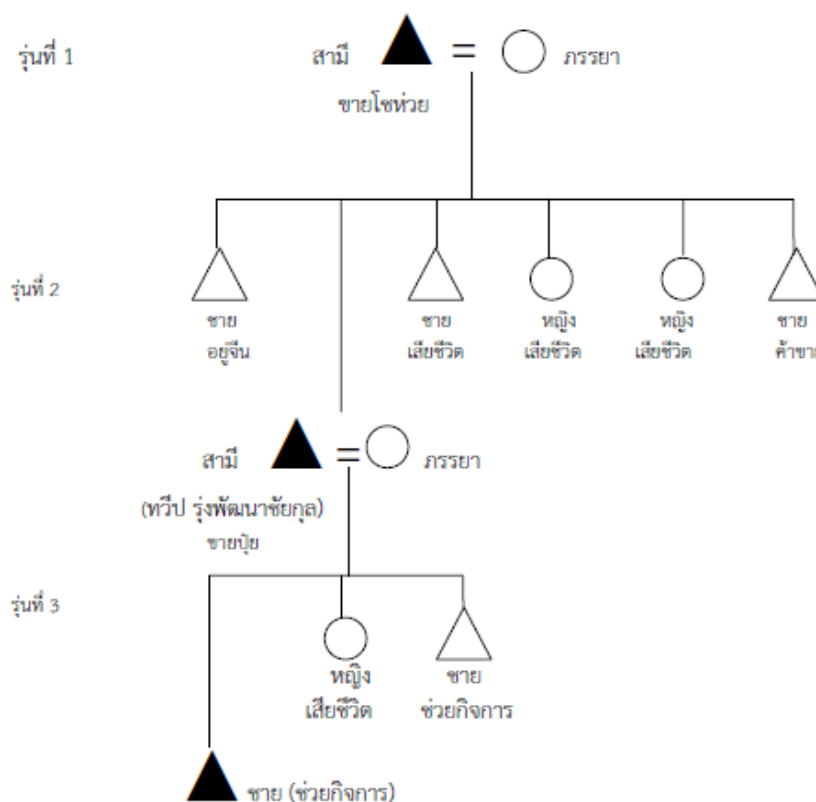 รุ่นที่ 1 สามี = ภรรยา
ขายโชห่วย
รุ่นที่ 2
ชาย ชาย หญิง หญิง ชาย
อยู่จีน เสียชีวิต เสียชีวิต เสียชีวิต ค้าขาย
สามี = ภรรยา
(ทวีป รุ่งพัฒนาชัยกุล)
ขายปุ๋ย
รุ่นที่ 3
หญิง ชาย
เสียชีวิต ช่วยกิจการ
ชาย (ช่วยกิจการ)